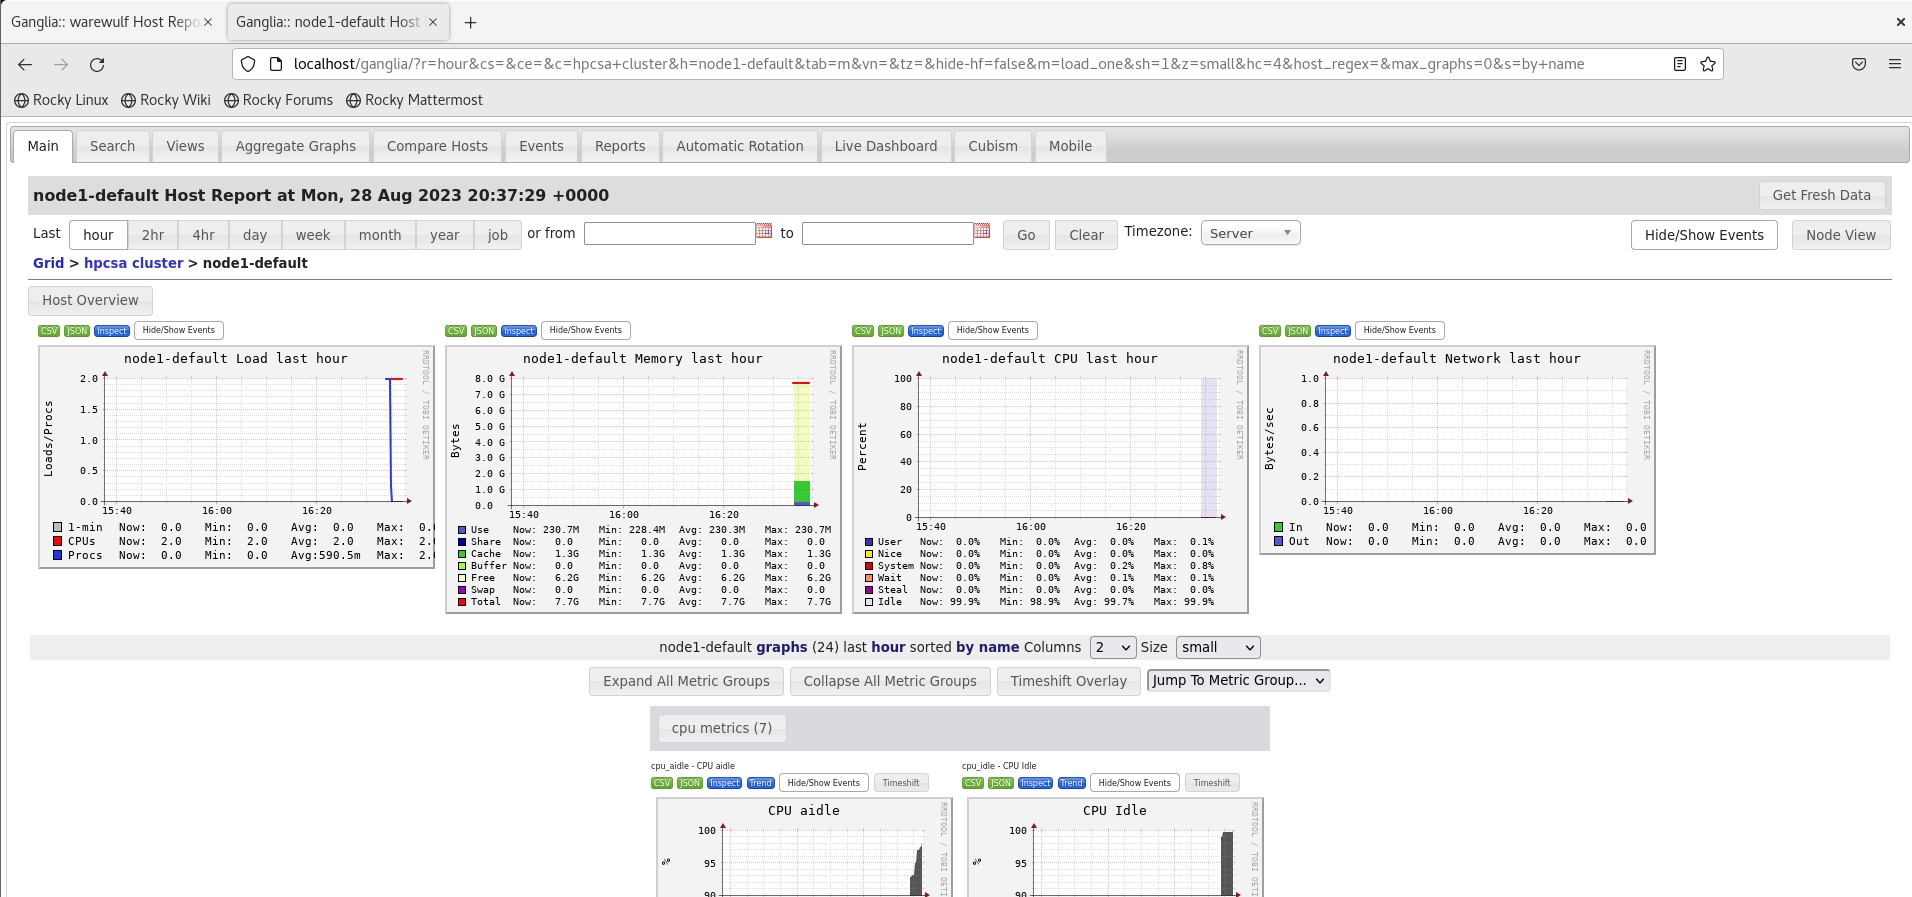 Ganglia:: warewulf Host Repo
Ganglia:: node1-default Host
localhost/ganglia/?r=hour&cs=&ce=&c=hpcsa+cluster&h=node1-default&tab=m&vn=&tz=&hide-hf=false&m=load_one&sh=1&z=small&hc=4&host_regex=&max_graphs=0&s=by+name
Rocky Linux Rocky Wiki Rocky Forums Rocky Mattermost
Main Search Views Aggregate Graphs Compare Hosts Events Reports Automatic Rotation Live Dashboard Cubism Mobile
node1-default Host Report at Mon, 28 Aug 2023 20:37:29 +0000 Get Fresh Data
Last hour 2hr 4hr day week month year job or from to Go Clear Timezone: Server Hide/Show Events Node View
Grid > hpcsa cluster > node1-default
Host Overview
CSV JSON Inspect Hide/Show Events
node1-default Load last hour
RRDTOOL / TOBI OETIKER
Loads/Procs
2.0
1.5
1.0
0.5
0.0
15:40 16:00 16:20
1-min Now: 0.0 Min: 0.0 Avg: 0.0 Max: 0.
CPUs Now: 2.0 Min: 2.0 Avg: 2.0 Max: 2.
Procs Now: 0.0 Min: 0.0 Avg:590.5m Max: 2.
CSV JSON Inspect Hide/Show Events
node1-default Memory last hour
RRDTOOL / TOBI OETIKER
Bytes
8.0 G
7.0 G
6.0 G
5.0 G
4.0 G
3.0 G
2.0 G
1.0 G
0.0
15:40 16:00 16:20
Use Now: 230.7M Min: 228.4M Avg: 230.3M Max: 230.7M
Share Now: 0.0 Min: 0.0 Avg: 0.0 Max: 0.0
Cache Now: 1.3G Min: 1.3G Avg: 1.3G Max: 1.3G
Buffer Now: 0.0 Min: 0.0 Avg: 0.0 Max: 0.0
Free Now: 6.2G Min: 6.2G Avg: 6.2G Max: 6.2G
Swap Now: 0.0 Min: 0.0 Avg: 0.0 Max: 0.0
Total Now: 7.7G Min: 7.7G Avg: 7.7G Max: 7.7G
CSV JSON Inspect Hide/Show Events
node1-default CPU last hour
RRDTOOL / TOBI OETIKER
Percent
100
80
60
40
20
0
15:40 16:00 16:20
User Now: 0.0% Min: 0.0% Avg: 0.0% Max: 0.1%
Nice Now: 0.0% Min: 0.0% Avg: 0.0% Max: 0.0%
System Now: 0.0% Min: 0.0% Avg: 0.2% Max: 0.8%
Wait Now: 0.0% Min: 0.0% Avg: 0.1% Max: 0.1%
Steal Now: 0.0% Min: 0.0% Avg: 0.0% Max: 0.0%
Idle Now: 99.9% Min: 98.9% Avg: 99.7% Max: 99.9%
CSV JSON Inspect Hide/Show Events
node1-default Network last hour
RRDTOOL / TOBI OETIKER
Bytes/sec
1.0
0.8
0.6
0.4
0.2
0.0
15:40 16:00 16:20
In Now: 0.0 Min: 0.0 Avg: 0.0 Max: 0.0
Out Now: 0.0 Min: 0.0 Avg: 0.0 Max: 0.0
node1-default graphs (24) last hour sorted by name Columns 2 Size small
Expand All Metric Groups Collapse All Metric Groups Timeshift Overlay Jump To Metric Group...
cpu metrics (7)
cpu_aidle - CPU aidle
CSV JSON Inspect Trend Hide/Show Events Timeshift
CPU aidle
RRDTOOL / TOBI OETI
%
100
95
90
cpu_idle - CPU Idle
CSV JSON Inspect Trend Hide/Show Events Timeshift
CPU Idle
RRDTOOL / TOBI OETI
%
100
95
90